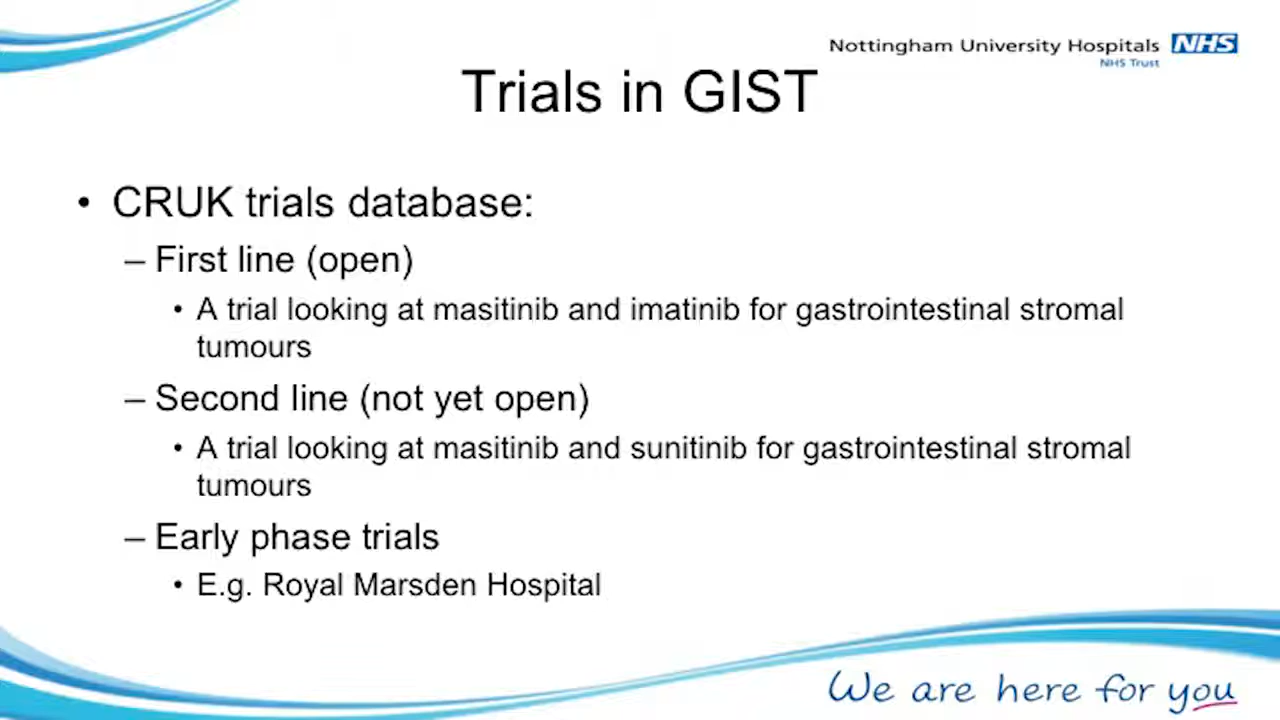 Nottingham University Hospitals NHS
NHS Trust
Trials in GIST
• CRUK trials database:
– First line (open)
• A trial looking at masitinib and imatinib for gastrointestinal stromal
tumours
– Second line (not yet open)
• A trial looking at masitinib and sunitinib for gastrointestinal stromal
tumours
– Early phase trials
• E.g. Royal Marsden Hospital
We are here for you